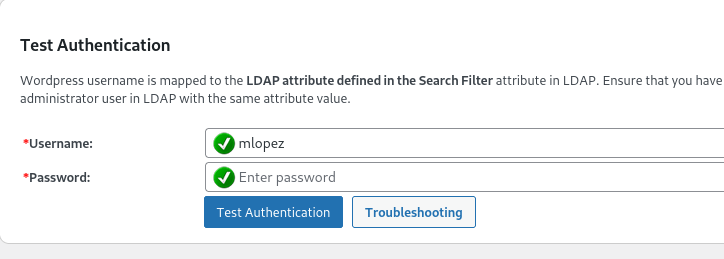 Test Authentication
Wordpress username is mapped to the LDAP attribute defined in the Search Filter attribute in LDAP. Ensure that you have
administrator user in LDAP with the same attribute value.
*Username:
mlopez
*Password:
Enter password
Test Authentication
Troubleshooting